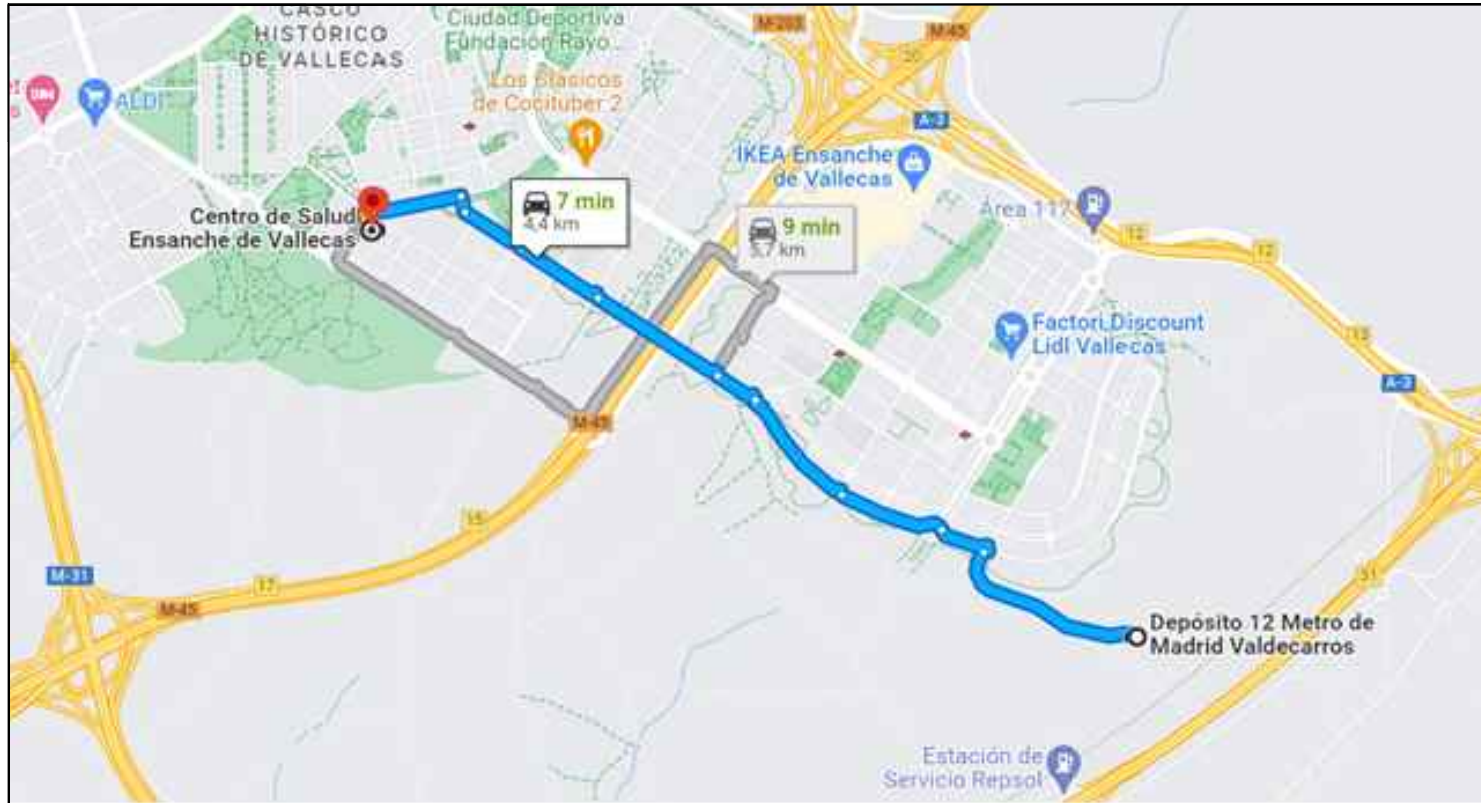 CASCO
HISTÓRICO
DE VALLECAS
Ciudad Deportiva
Fundación Rayo...
M-203
M-45
20
ALDI
Los Clásicos
de Cocituber 2
A-3
IKEA Ensanche
de Vallecas
Centro de Salud
Ensanche de Vallecas
7 min
4,4 km
9 min
5,7 km
Área 117
12
12
13
Factori Discount
Lidl Vallecas
A-3
M-45
15
M-31
17
M-45
31
Depósito 12 Metro de
Madrid Valdecarros
Estación de
Servicio Repsol